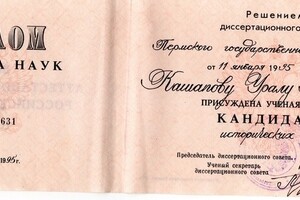 ЛОМ
А НАУК
631
1995г.
Решением
диссертационного
Пермского государственн
от 11 января 1995
Кашапову Уралу
ПРИСУЖДЕНА УЧЕНАЯ
КАНДИДА
исторических
Председатель диссертационного совета
Ученый секретарь
диссертационного совета